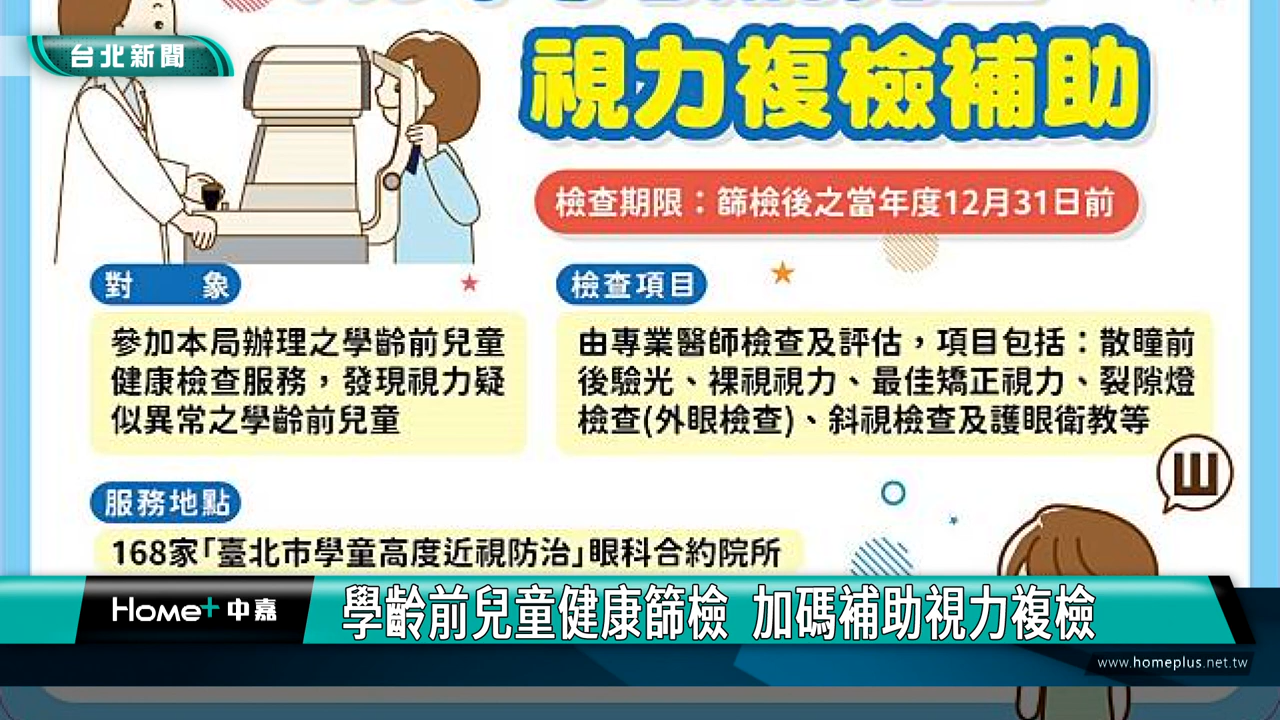 台北新聞
視力複檢補助
檢查期限：篩檢後之當年度12月31日前
對 象
參加本局辦理之學齡前兒童
健康檢查服務，發現視力疑
似異常之學齡前兒童
檢查項目
由專業醫師檢查及評估，項目包括：散瞳前
後驗光、裸視視力、最佳矯正視力、裂隙燈
檢查(外眼檢查)、斜視檢查及護眼衛教等
服務地點
168家「臺北市學童高度近視防治」眼科合約院所
Home+中嘉
學齡前兒童健康篩檢 加碼補助視力複檢
www.homeplus.net.tw